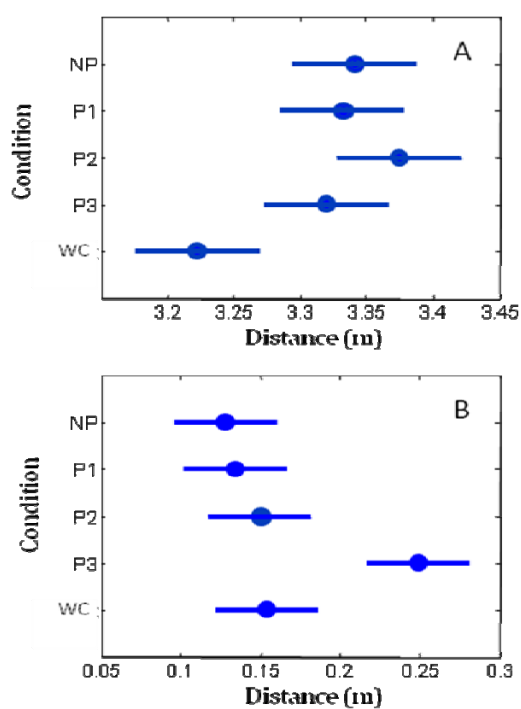 A
NP
P1
P2
P3
WC
Condition
3.2 3.25 3.3 3.35 3.4 3.45
Distance (m)
B
NP
P1
P2
P3
WC
Condition
0.05 0.1 0.15 0.2 0.25 0.3
Distance (m)